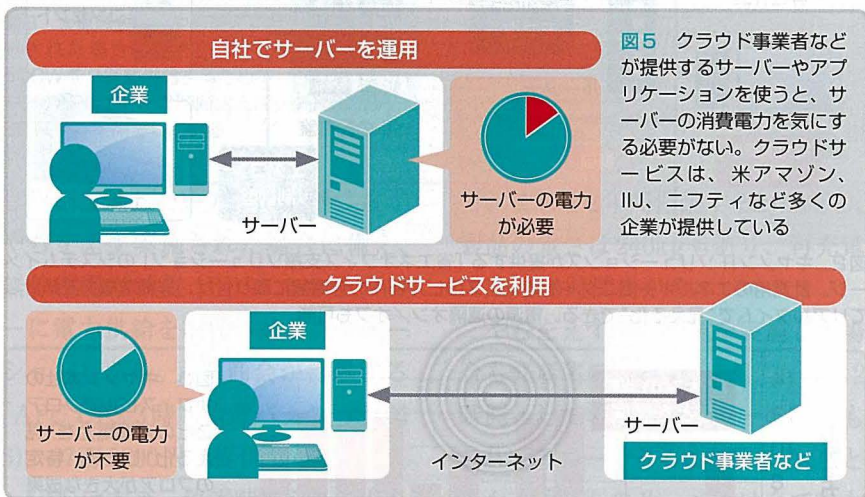 自社でサーバーを運用
企業
サーバー
サーバーの電力
が必要
図5 クラウド事業者など
が提供するサーバーやアプ
リケーションを使うと、サ
ーバーの消費電力を気にす
る必要がない。クラウドサ
ービスは、米アマゾン、
IIJ、ニフティなど多くの
企業が提供している
クラウドサービスを利用
サーバーの電力
が不要
企業
インターネット
サーバー
クラウド事業者など